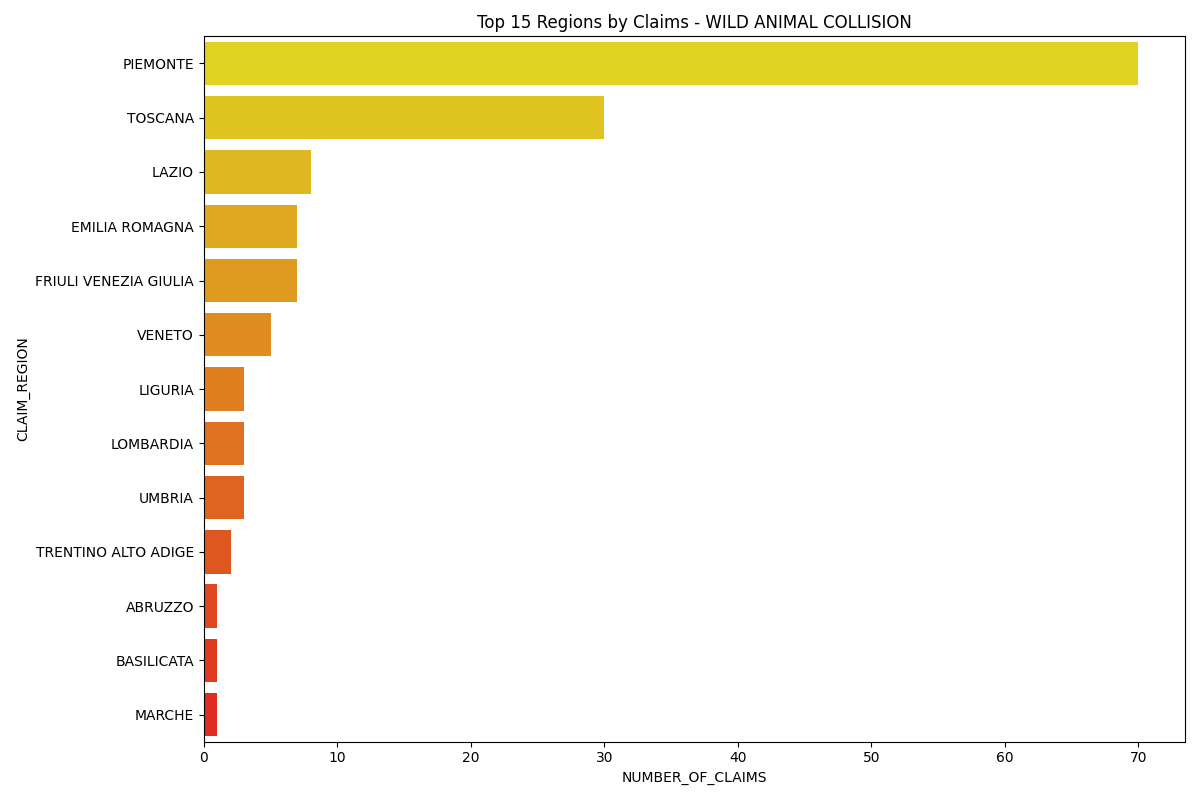 Top 15 Regions by Claims - WILD ANIMAL COLLISION
CLAIM_REGION
PIEMONTE
TOSCANA
LAZIO
EMILIA ROMAGNA
FRIULI VENEZIA GIULIA
VENETO
LIGURIA
LOMBARDIA
UMBRIA
TRENTINO ALTO ADIGE
ABRUZZO
BASILICATA
MARCHE
0 10 20 30 40 50 60 70
NUMBER_OF_CLAIMS